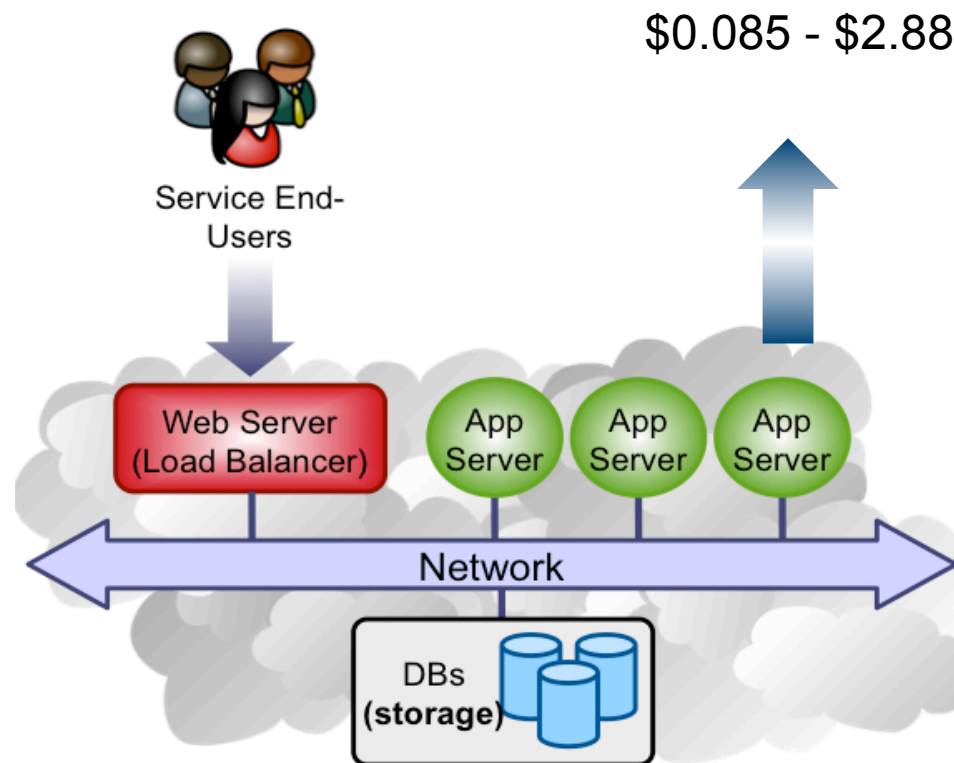 $0.085 - $2.88
Service End-
Users
Web Server
(Load Balancer)
App
Server
App
Server
App
Server
Network
DBs
(storage)